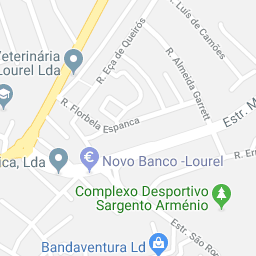 R. Eça de Queirós
Luís de Camões
Veterinária
Lourel Lda
R. Almeida Garrett
R. Florbela Espanca
Estr. M
ica, Lda
Novo Banco -Lourel
R. Er
Complexo Desportivo
Sargento Arménio
Estr. São Ro
Bandaventura Ld